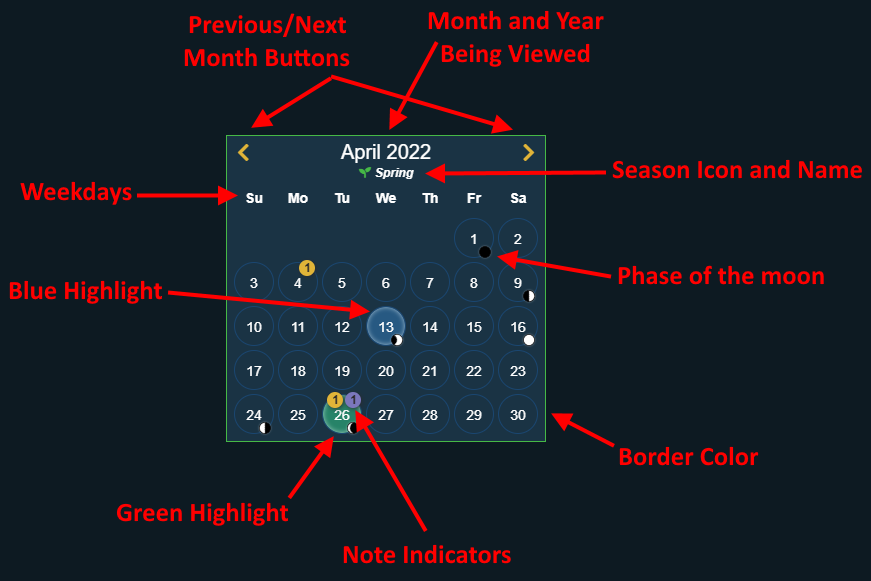 Previous/Next
Month Buttons
Month and Year
Being Viewed
April 2022
Spring
Season Icon and Name
Weekdays
Su Mo Tu We Th Fr Sa
1 2
Phase of the moon
1
3 4 5 6 7 8 9
Blue Highlight
10 11 12 13 14 15 16
17 18 19 20 21 22 23
1 1
24 25 26 27 28 29 30
Border Color
Green Highlight
Note Indicators